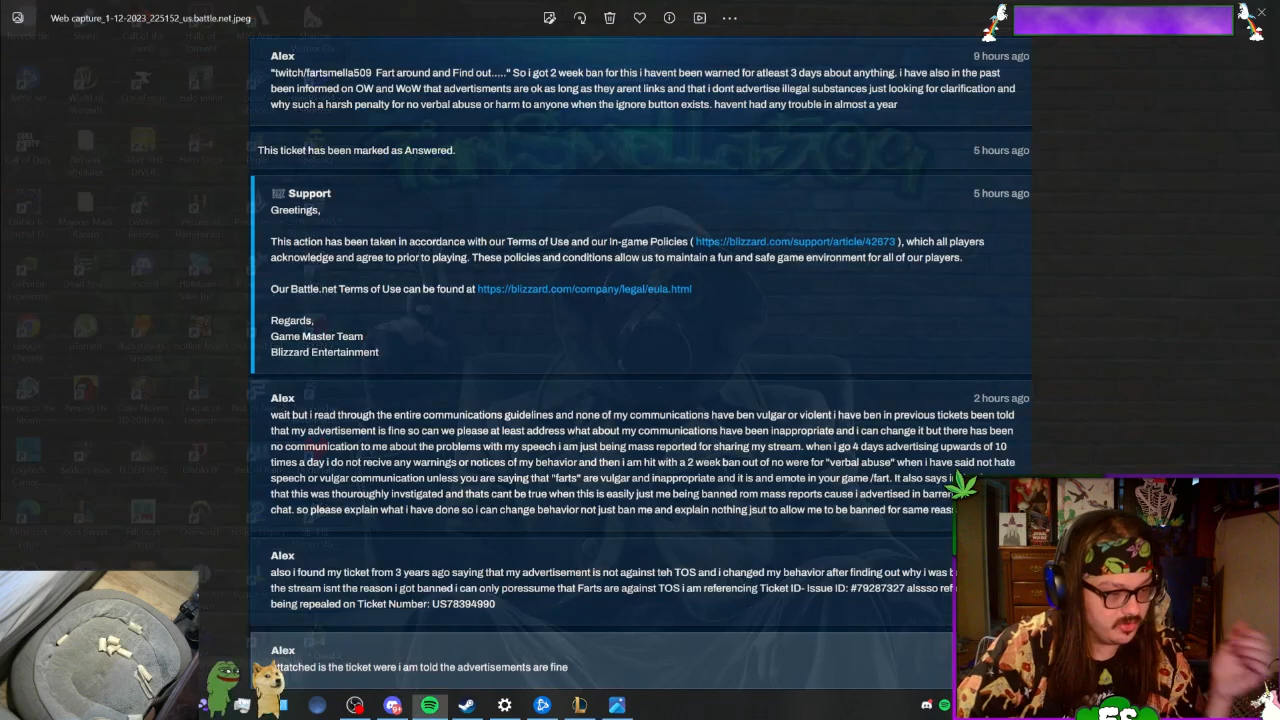 Web capture_1-12-2023_225152_us.battle.net.jpeg
Alex
9 hours ago
"twitch/fartsmella509 Fart around and Find out....." So i got 2 week ban for this i havent been warned for atleast 3 days about anything. i have also in the past
been informed on OW and WoW that advertisments are ok as long as they arent links and that i dont advertise illegal substances just looking for clarification and
why such a harsh penalty for no verbal abuse or harm to anyone when the ignore button exists. havent had any trouble in almost a year
This ticket has been marked as Answered.
5 hours ago
Support
5 hours ago
Greetings,
This action has been taken in accordance with our Terms of Use and our In-game Policies ( https://blizzard.com/support/article/42673 ), which all players
acknowledge and agree to prior to playing. These policies and conditions allow us to maintain a fun and safe game environment for all of our players.
Our Battle.net Terms of Use can be found at https://blizzard.com/company/legal/eula.html
Regards,
Game Master Team
Blizzard Entertainment
Alex
2 hours ago
wait but i read through the entire communications guidelines and none of my communications have ben vulgar or violent i have ben in previous tickets been told
that my advertisement is fine so can we please at least address what about my communications have been inappropriate and i can change it but there has been
no communication to me about the problems with my speech i am just being mass reported for sharing my stream. when i go 4 days advertising upwards of 10
times a day i do not recive any warnings or notices of my behavior and then i am hit with a 2 week ban out of no were for "verbal abuse" when i have said not hate
speech or vulgar communication unless you are saying that "farts" are vulgar and inappropriate and it is and emote in your game /fart. It also says
that this was thouroughly invstigated and thats cant be true when this is easily just me being banned rom mass reports cause i advertised in barren
chat. so please explain what i have done so i can change behavior not just ban me and explain nothing jsut to allow me to be banned for same
Alex
also i found my ticket from 3 years ago saying that my advertisement is not against teh TOS and i changed my behavior after finding out why i was
the stream isnt the reason i got banned i can only poressume that Farts are against TOS i am referencing Ticket ID- Issue ID: #79287327 alssso
being repealed on Ticket Number: US78394990
Alex
ttatched is the ticket were i am told the advertisements are fine